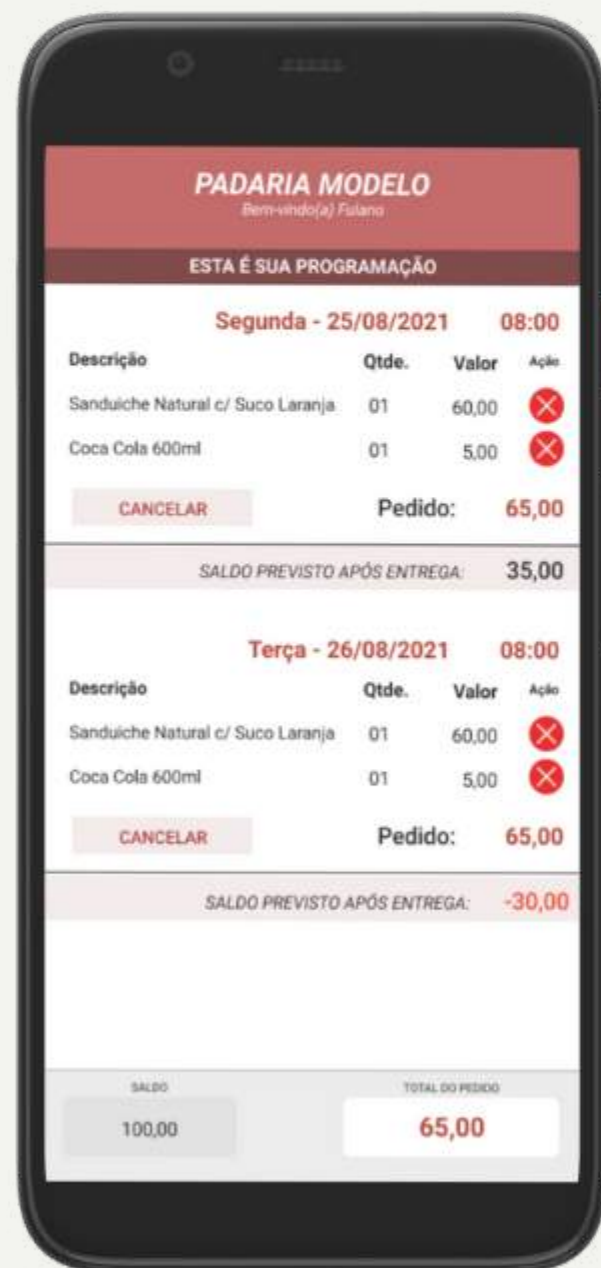 PADARIA MODELO
Bem-vindo(a) Fulano
ESTA É SUA PROGRAMAÇÃO
Segunda - 25/08/2021 08:00
Descrição Qtde. Valor Ação
Sanduiche Natural c/ Suco Laranja 01 60,00
Coca Cola 600ml 01 5,00
CANCELAR Pedido: 65,00
SALDO PREVISTO APÓS ENTREGA: 35,00
Terça - 26/08/2021 08:00
Descrição Qtde. Valor Ação
Sanduiche Natural c/ Suco Laranja 01 60,00
Coca Cola 600ml 01 5,00
CANCELAR Pedido: 65,00
SALDO PREVISTO APÓS ENTREGA: -30,00
SALDO TOTAL DO PEDIDO
100,00 65,00